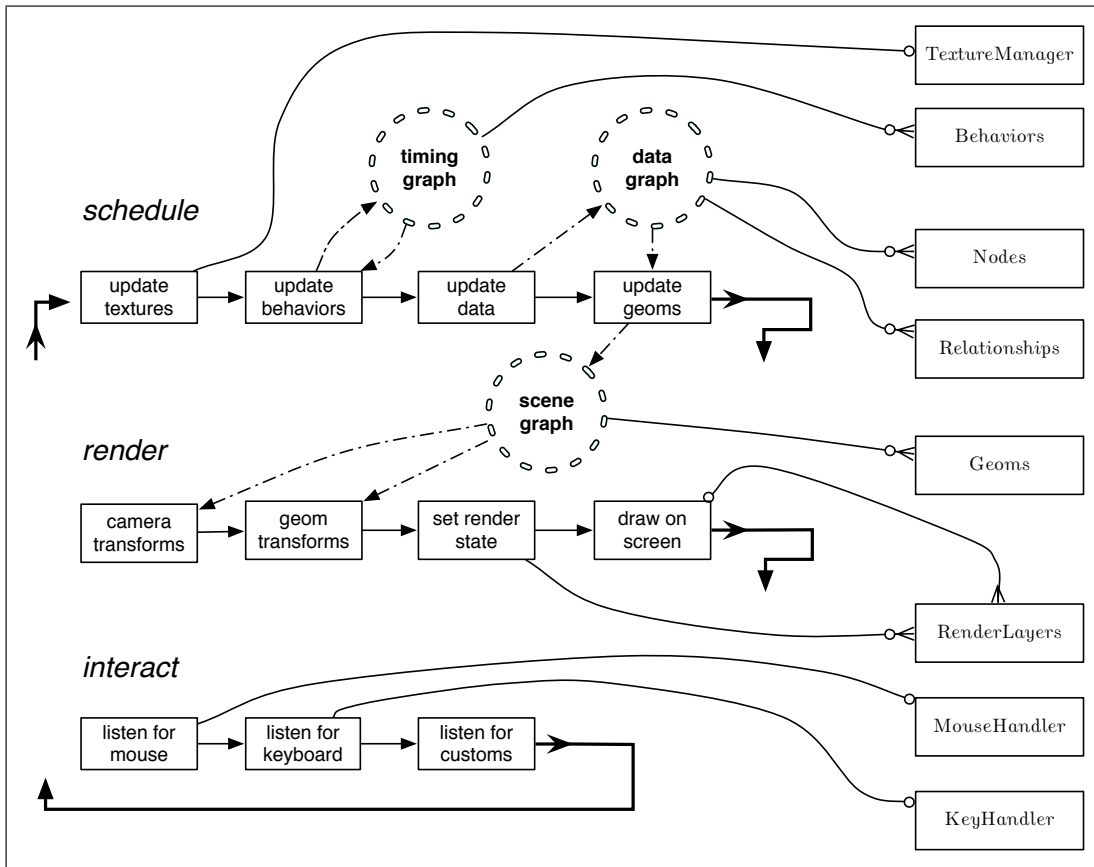 TextureManager
Behaviors
timing
graph
data
graph
schedule
Nodes
update
textures
update
behaviors
update
data
update
geoms
Relationships
scene
graph
render
Geoms
camera
transforms
geom
transforms
set render
state
draw on
screen
RenderLayers
interact
MouseHandler
listen for
mouse
listen for
keyboard
listen for
customs
KeyHandler